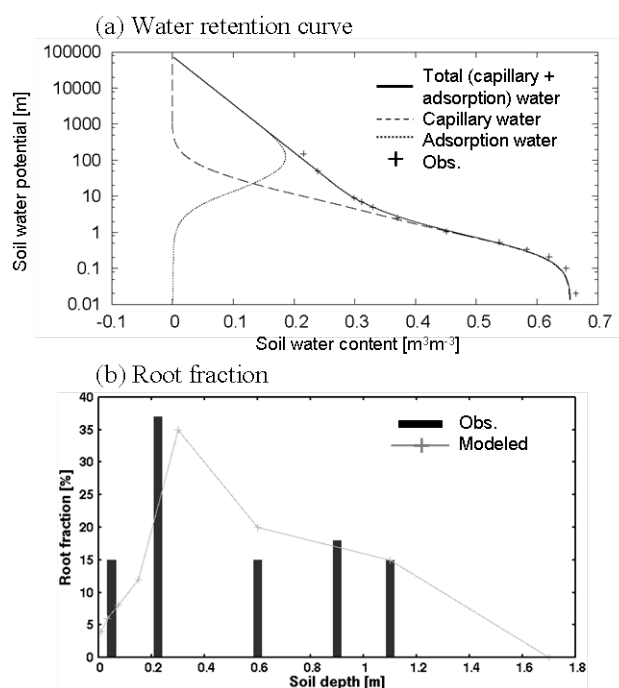 (a) Water retention curve
100000
10000
1000
100
10
1
0.1
0.01
Soil water potential [m]
Total (capillary +
adsorption) water
Capillary water
Adsorption water
Obs.
-0.1 0 0.1 0.2 0.3 0.4 0.5 0.6 0.7
Soil water content [m³m⁻³]
(b) Root fraction
40
35
30
25
20
15
10
5
0
Root fraction [%]
Obs.
Modeled
0 0.2 0.4 0.6 0.8 1 1.2 1.4 1.6 1.8
Soil depth [m]